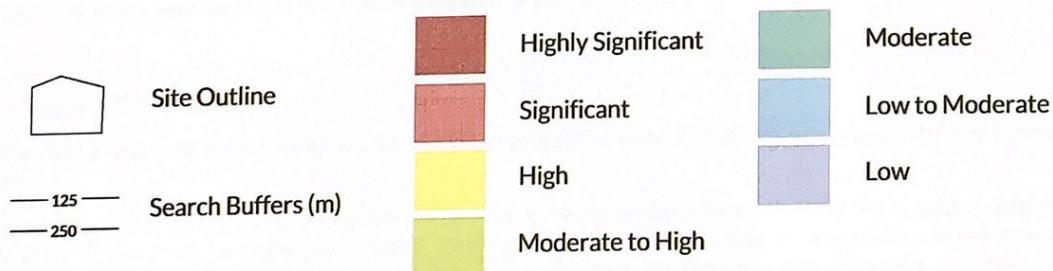 Site Outline
125
250
Search Buffers (m)
Highly Significant
Significant
High
Moderate to High
Moderate
Low to Moderate
Low